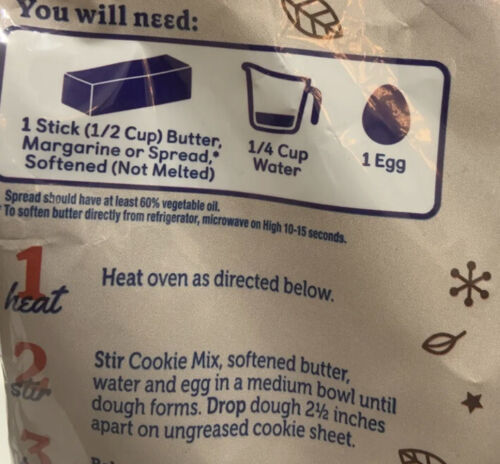 You will need:
1 Stick (1/2 Cup) Butter,
Margarine or Spread,*
Softened (Not Melted)
1/4 Cup
Water
1 Egg
Spread should have at least 60% vegetable oil.
*To soften butter directly from refrigerator, microwave on High 10-15 seconds.
1
heat
Heat oven as directed below.
2
stir
Stir Cookie Mix, softened butter,
water and egg in a medium bowl until
dough forms. Drop dough 2½ inches
apart on ungreased cookie sheet.
3